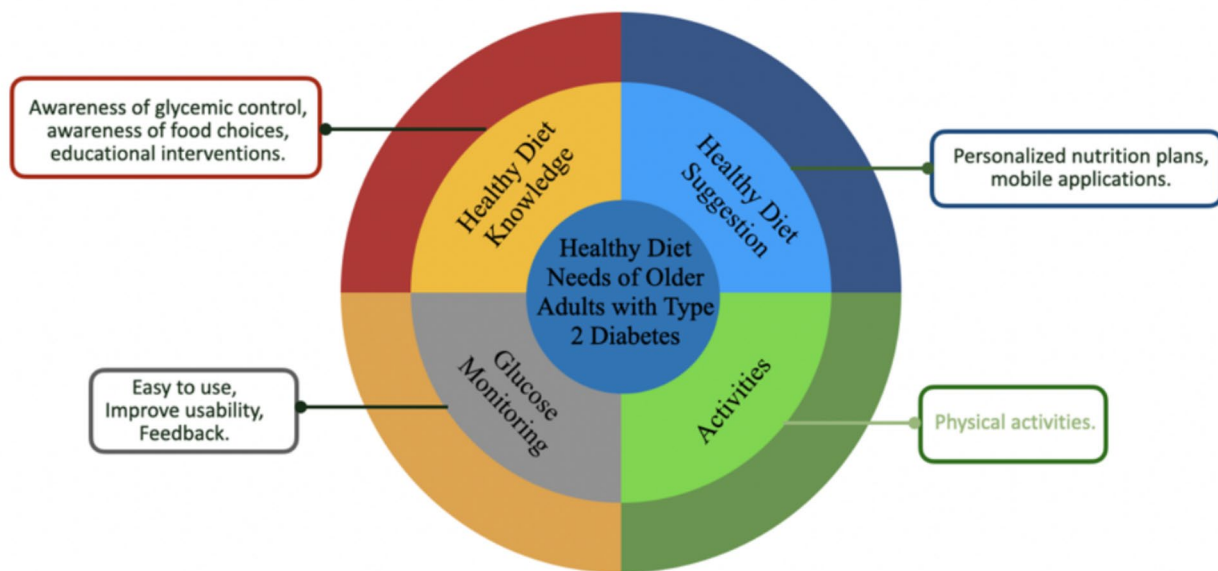 Awareness of glycemic control,
awareness of food choices,
educational interventions.
Healthy Diet
Knowledge
Healthy Diet
Suggestion
Personalized nutrition plans,
mobile applications.
Healthy Diet
Needs of Older
Adults with Type
2 Diabetes
Easy to use,
Improve usability,
Feedback.
Glucose
Monitoring
Activities
Physical activities.